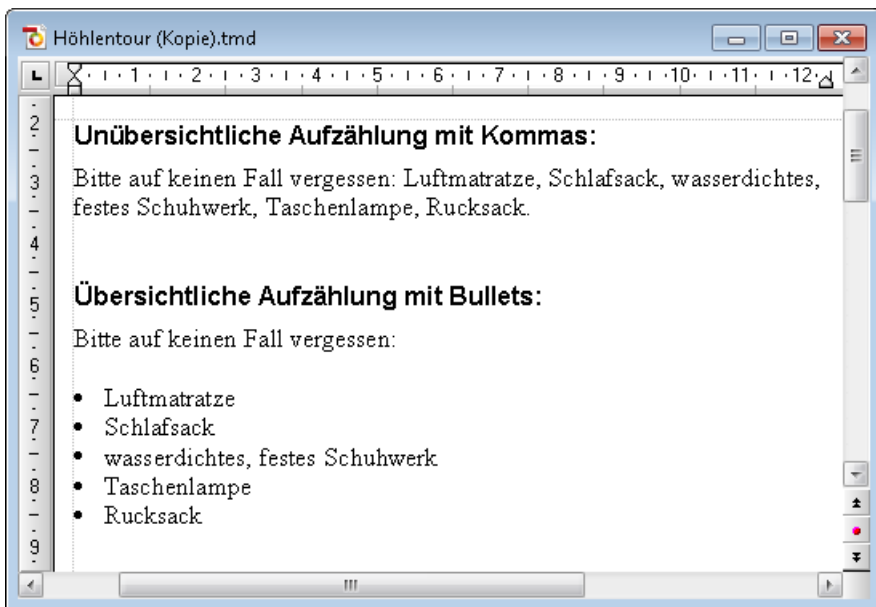 Höhlentour (Kopie).tmd
1 2 3 4 5 6 7 8 9 10 11 12
2
3
4
5
6
7
8
9
Unübersichtliche Aufzählung mit Kommas:
Bitte auf keinen Fall vergessen: Luftmatratze, Schlafsack, wasserdichtes,
festes Schuhwerk, Taschenlampe, Rucksack.
Übersichtliche Aufzählung mit Bullets:
Bitte auf keinen Fall vergessen:
• Luftmatratze
• Schlafsack
• wasserdichtes, festes Schuhwerk
• Taschenlampe
• Rucksack